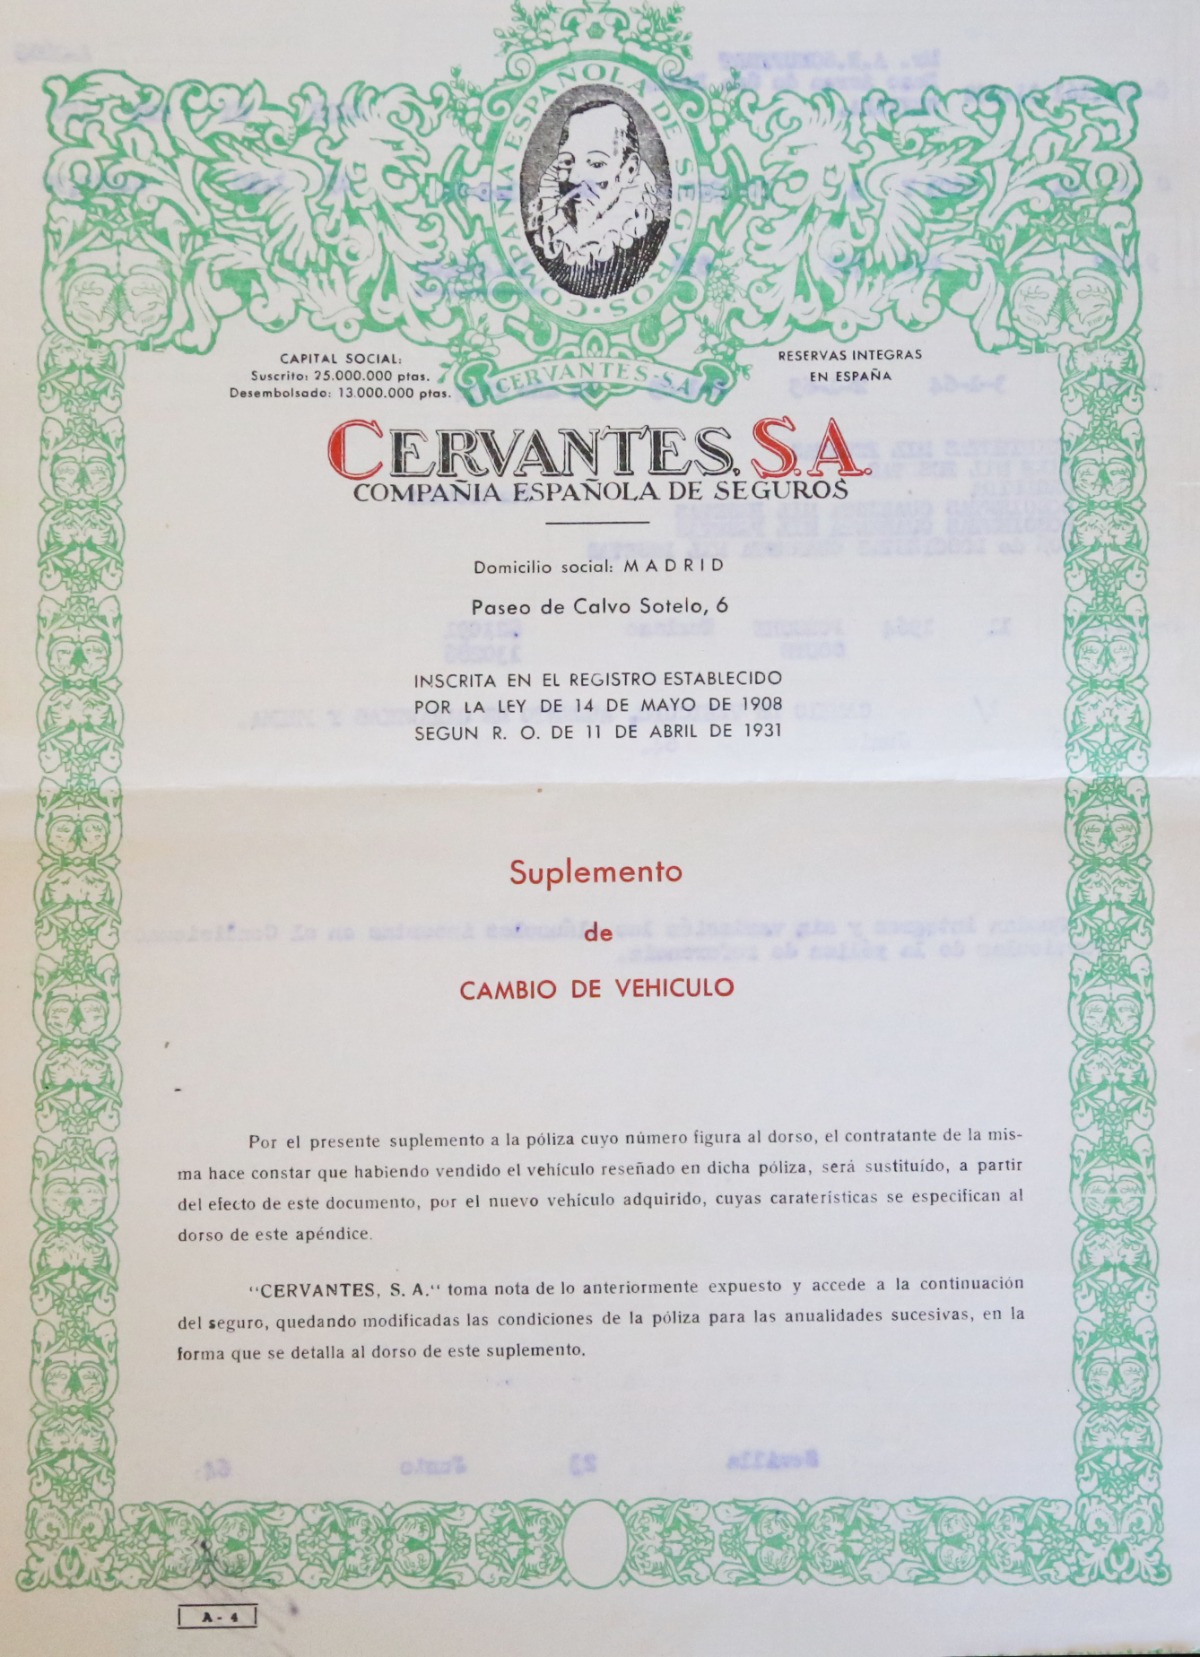 COMPAÑIA ESPAÑOLA DE SEGVROS
CERVANTES-S.A.
CAPITAL SOCIAL:
Suscrito: 25.000.000 ptas.
Desembolsado: 13.000.000 ptas.
RESERVAS INTEGRAS
EN ESPAÑA
CERVANTES, S.A.
COMPAÑIA ESPAÑOLA DE SEGUROS
Domicilio social: MADRID
Paseo de Calvo Sotelo, 6
INSCRITA EN EL REGISTRO ESTABLECIDO
POR LA LEY DE 14 DE MAYO DE 1908
SEGUN R. O. DE 11 DE ABRIL DE 1931
Suplemento
de
CAMBIO DE VEHICULO
Por el presente suplemento a la póliza cuyo número figura al dorso, el contratante de la mis-
ma hace constar que habiendo vendido el vehículo reseñado en dicha póliza, será sustituído, a partir
del efecto de este documento, por el nuevo vehículo adquirido, cuyas caraterísticas se especifican al
dorso de este apéndice.
"CERVANTES, S. A." toma nota de lo anteriormente expuesto y accede a la continuación
del seguro, quedando modificadas las condiciones de la póliza para las anualidades sucesivas, en la
forma que se detalla al dorso de este suplemento.
Sevilla 23 Junio 64.
A - 4